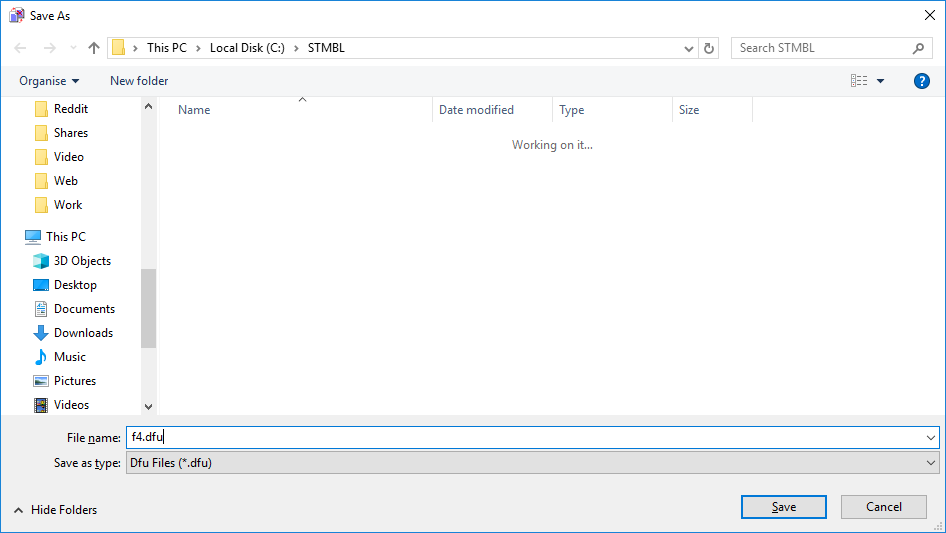 Save As
This PC > Local Disk (C:) > STMBL
Search STMBL
Organise
New folder
?
Name
Date modified
Type
Size
Working on it...
Reddit
Shares
Video
Web
Work
This PC
3D Objects
Desktop
Documents
Downloads
Music
Pictures
Videos
File name: f4.dfu
Save as type: Dfu Files (*.dfu)
Hide Folders
Save
Cancel